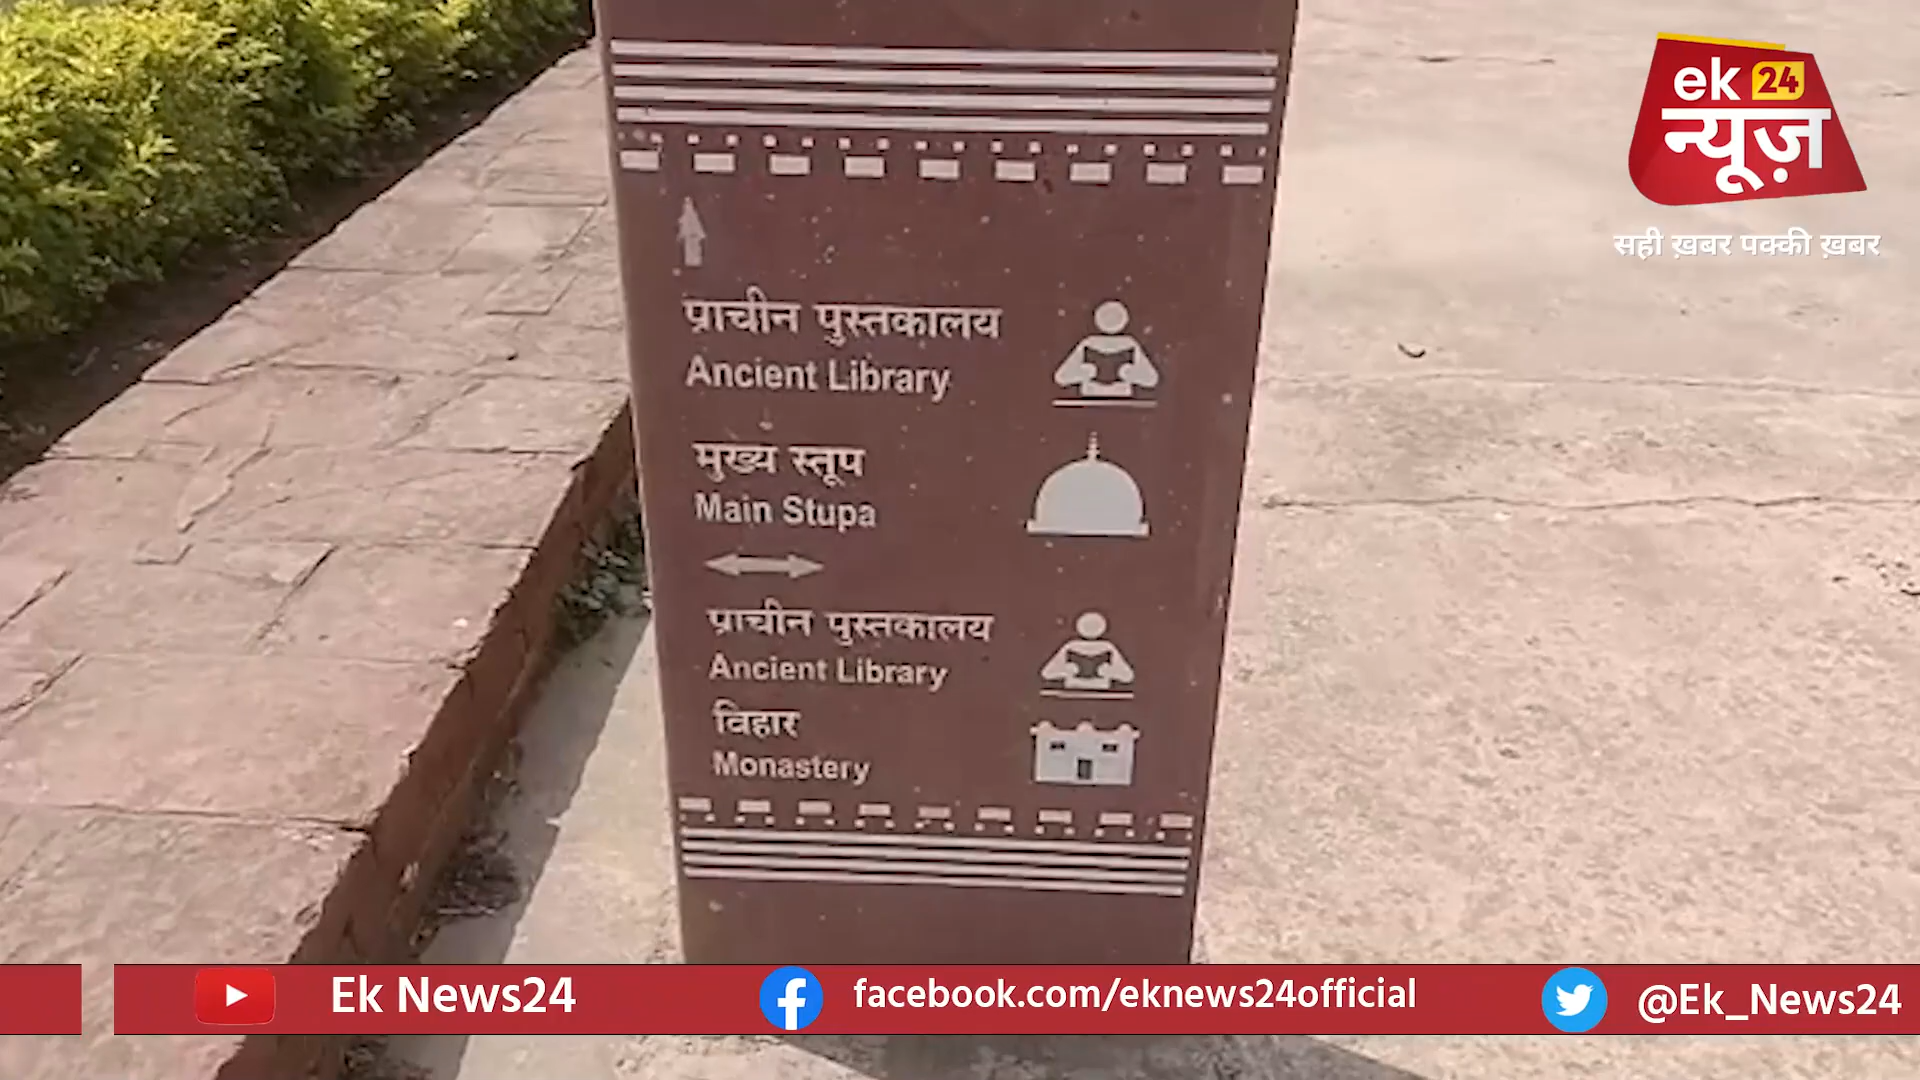 ek 24
न्यूज़
सही ख़बर पक्की ख़बर
प्राचीन पुस्तकालय
Ancient Library
मुख्य स्तूप
Main Stupa
प्राचीन पुस्तकालय
Ancient Library
विहार
Monastery
Ek News24
facebook.com/eknews24official
@Ek_News24